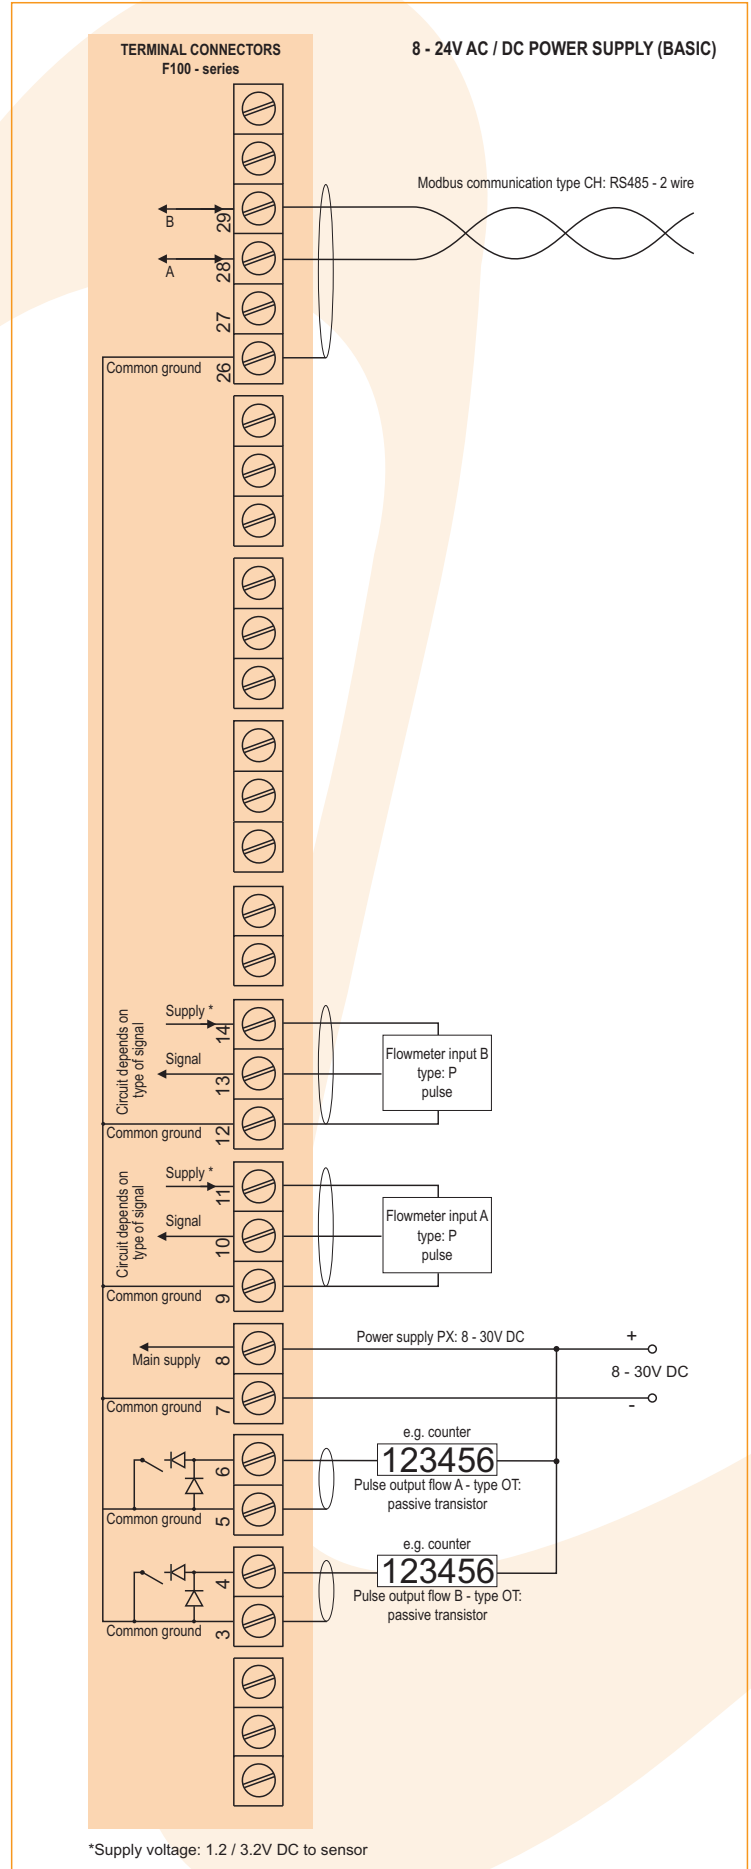 TERMINAL CONNECTORS
F100 - series
8 - 24V AC / DC POWER SUPPLY (BASIC)
Modbus communication type CH: RS485 - 2 wire
B
29
A
28
27
Common ground
26
Circuit depends on
type of signal
Supply *
14
Signal
13
Common ground
12
Flowmeter input B
type: P
pulse
Circuit depends on
type of signal
Supply *
11
Signal
10
Common ground
9
Flowmeter input A
type: P
pulse
Main supply
8
Power supply PX: 8 - 30V DC
+
8 - 30V DC
-
Common ground
7
e.g. counter
6
123456
Pulse output flow A - type OT:
passive transistor
Common ground
5
e.g. counter
4
123456
Pulse output flow B - type OT:
passive transistor
Common ground
3
*Supply voltage: 1.2 / 3.2V DC to sensor